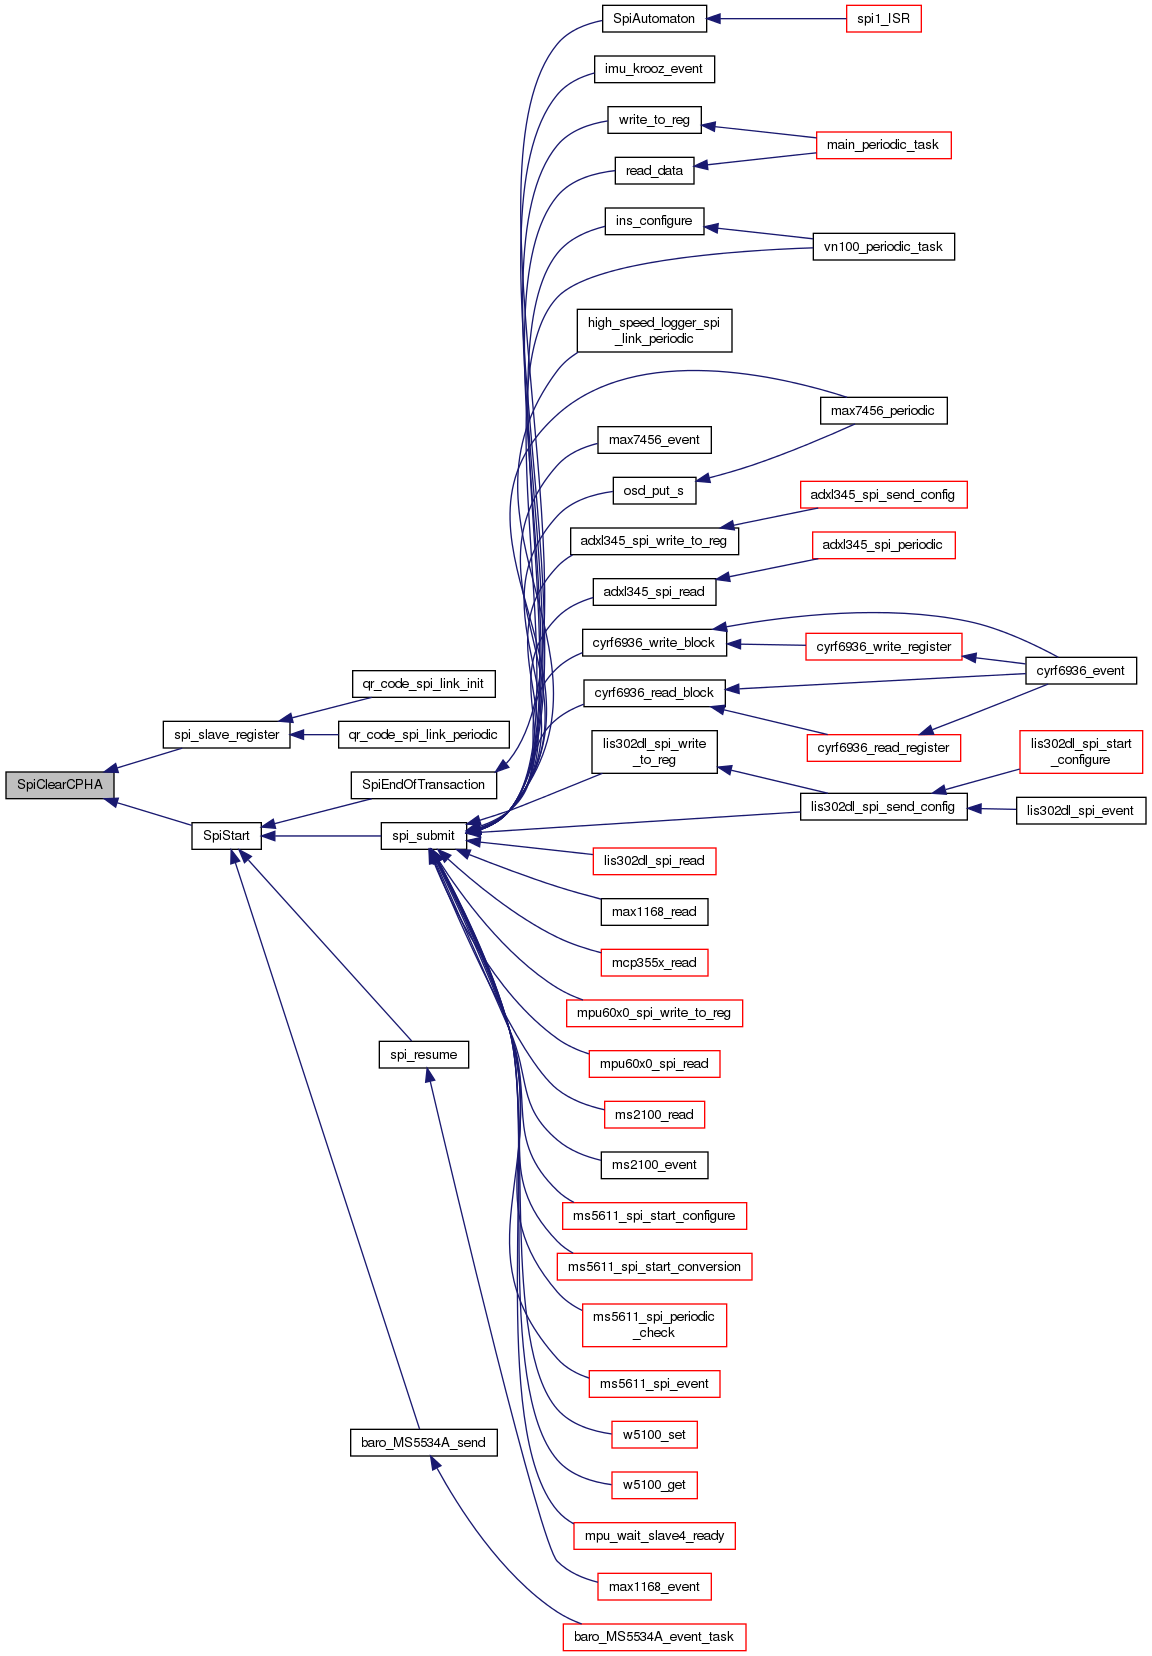 SpiAutomaton
spi1_ISR
imu_krooz_event
write_to_reg
main_periodic_task
read_data
ins_configure
vn100_periodic_task
high_speed_logger_spi
_link_periodic
max7456_periodic
max7456_event
osd_put_s
adxl345_spi_send_config
adxl345_spi_write_to_reg
adxl345_spi_periodic
adxl345_spi_read
cyrf6936_write_block
cyrf6936_write_register
cyrf6936_event
cyrf6936_read_block
cyrf6936_read_register
qr_code_spi_link_init
spi_slave_register
qr_code_spi_link_periodic
lis302dl_spi_write
_to_reg
lis302dl_spi_start
_configure
SpiClearCPHA
SpiEndOfTransaction
lis302dl_spi_send_config
lis302dl_spi_event
SpiStart
spi_submit
lis302dl_spi_read
max1168_read
mcp355x_read
mpu60x0_spi_write_to_reg
spi_resume
mpu60x0_spi_read
ms2100_read
ms2100_event
ms5611_spi_start_configure
ms5611_spi_start_conversion
ms5611_spi_periodic
_check
ms5611_spi_event
w5100_set
baro_MS5534A_send
w5100_get
mpu_wait_slave4_ready
max1168_event
baro_MS5534A_event_task